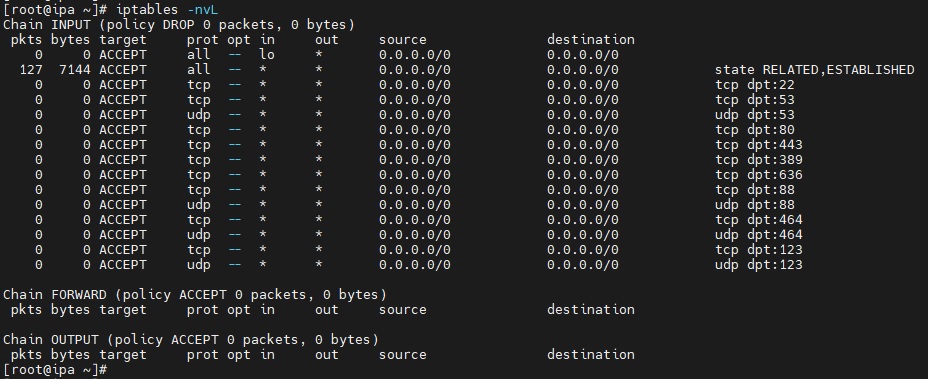 [root@ipa ~]# iptables -nvL
Chain INPUT (policy DROP 0 packets, 0 bytes)
 pkts bytes target     prot opt in     out     source               destination
    0     0 ACCEPT     all  --  lo     *       0.0.0.0/0            0.0.0.0/0
  127  7144 ACCEPT     all  --  *      *       0.0.0.0/0            0.0.0.0/0            state RELATED,ESTABLISHED
    0     0 ACCEPT     tcp  --  *      *       0.0.0.0/0            0.0.0.0/0            tcp dpt:22
    0     0 ACCEPT     tcp  --  *      *       0.0.0.0/0            0.0.0.0/0            tcp dpt:53
    0     0 ACCEPT     udp  --  *      *       0.0.0.0/0            0.0.0.0/0            udp dpt:53
    0     0 ACCEPT     tcp  --  *      *       0.0.0.0/0            0.0.0.0/0            tcp dpt:80
    0     0 ACCEPT     tcp  --  *      *       0.0.0.0/0            0.0.0.0/0            tcp dpt:443
    0     0 ACCEPT     tcp  --  *      *       0.0.0.0/0            0.0.0.0/0            tcp dpt:389
    0     0 ACCEPT     tcp  --  *      *       0.0.0.0/0            0.0.0.0/0            tcp dpt:636
    0     0 ACCEPT     tcp  --  *      *       0.0.0.0/0            0.0.0.0/0            tcp dpt:88
    0     0 ACCEPT     udp  --  *      *       0.0.0.0/0            0.0.0.0/0            udp dpt:88
    0     0 ACCEPT     tcp  --  *      *       0.0.0.0/0            0.0.0.0/0            tcp dpt:464
    0     0 ACCEPT     udp  --  *      *       0.0.0.0/0            0.0.0.0/0            udp dpt:464
    0     0 ACCEPT     tcp  --  *      *       0.0.0.0/0            0.0.0.0/0            tcp dpt:123
    0     0 ACCEPT     udp  --  *      *       0.0.0.0/0            0.0.0.0/0            udp dpt:123

Chain FORWARD (policy ACCEPT 0 packets, 0 bytes)
 pkts bytes target     prot opt in     out     source               destination

Chain OUTPUT (policy ACCEPT 0 packets, 0 bytes)
 pkts bytes target     prot opt in     out     source               destination
[root@ipa ~]#